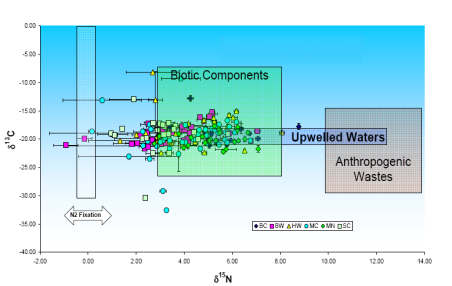 0.00
-5.00
-10.00
-15.00
-20.00
-25.00
-30.00
-35.00
-40.00
δ13C
Biotic Components
Upwelled Waters
Anthropogenic
Wastes
N2 Fixation
BC BW HW MC MN SC
-2.00 0.00 2.00 4.00 6.00 8.00 10.00 12.00 14.00
δ15N